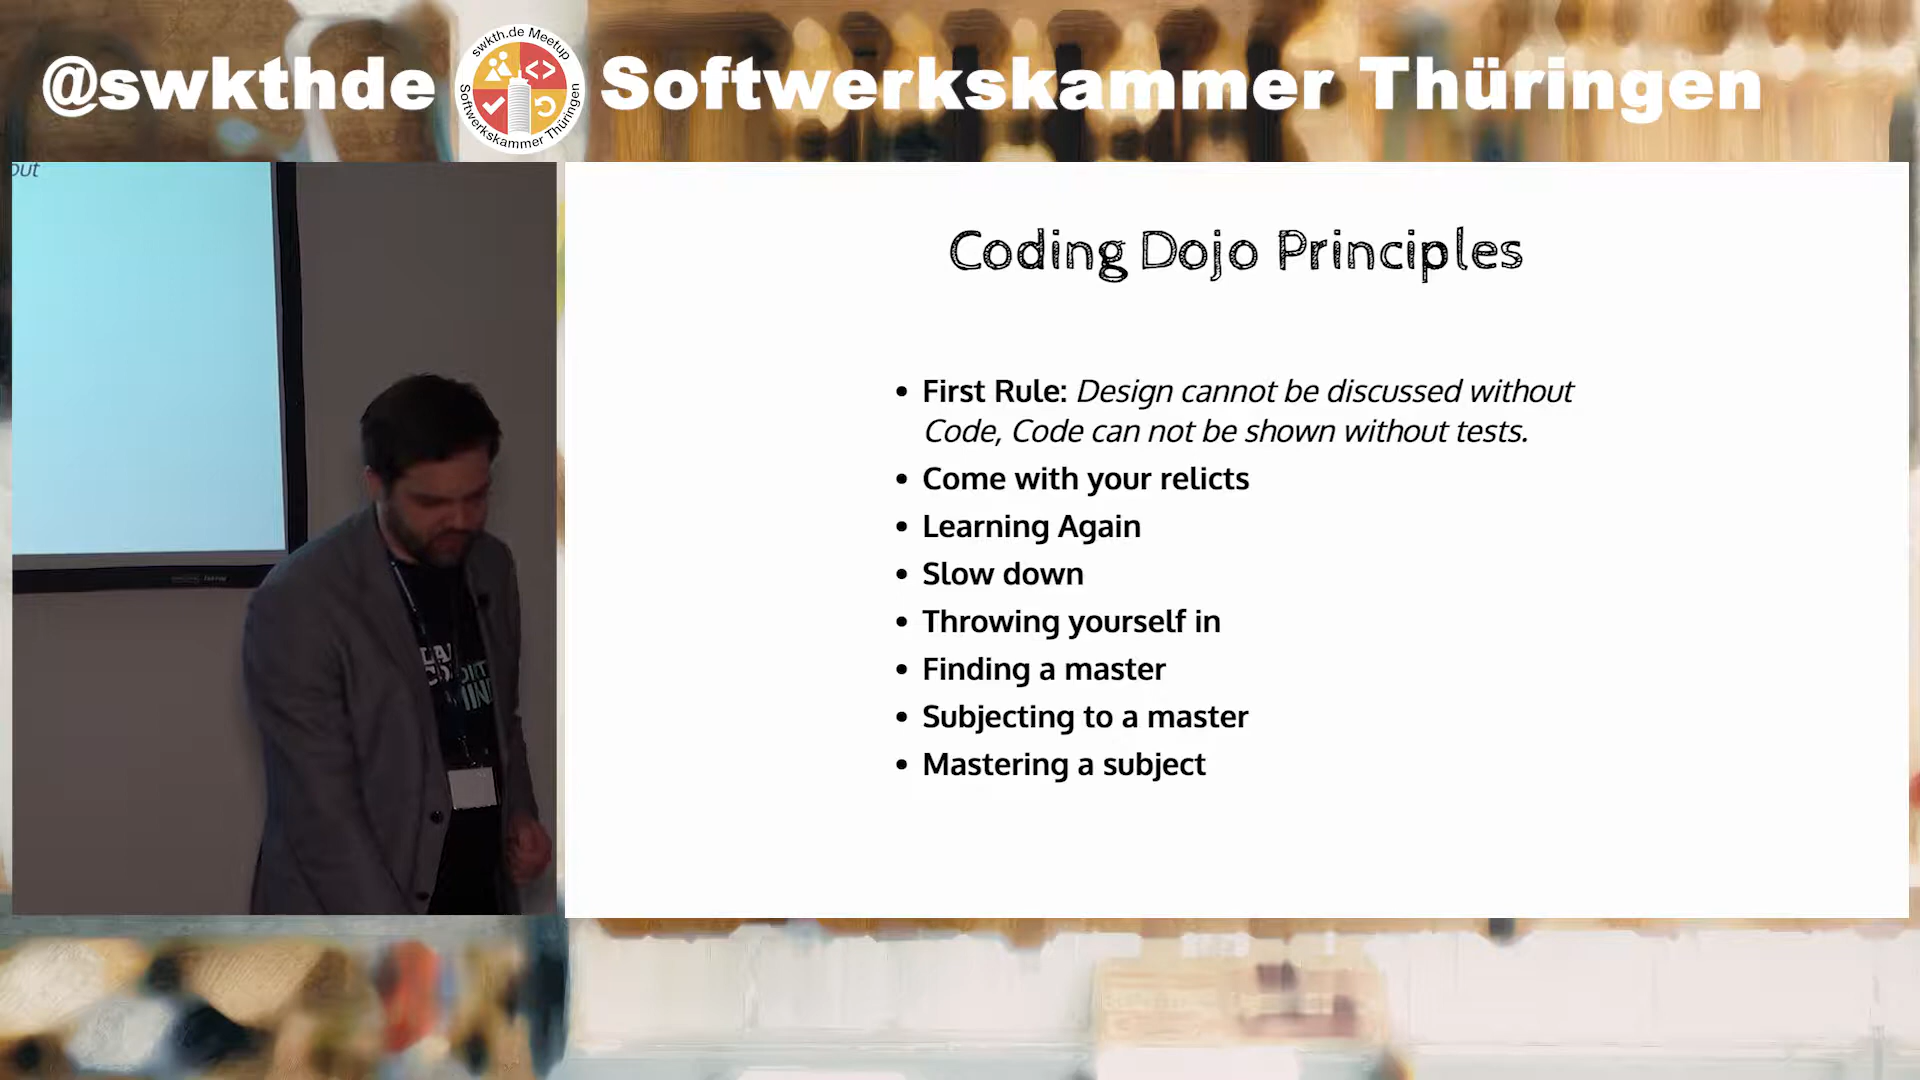 @swkthde
swkth.de Meetup
Softwerkskammer Thüringen
Softwerkskammer Thüringen
out
Coding Dojo Principles
• First Rule: Design cannot be discussed without
Code, Code can not be shown without tests.
• Come with your relicts
• Learning Again
• Slow down
• Throwing yourself in
• Finding a master
• Subjecting to a master
• Mastering a subject